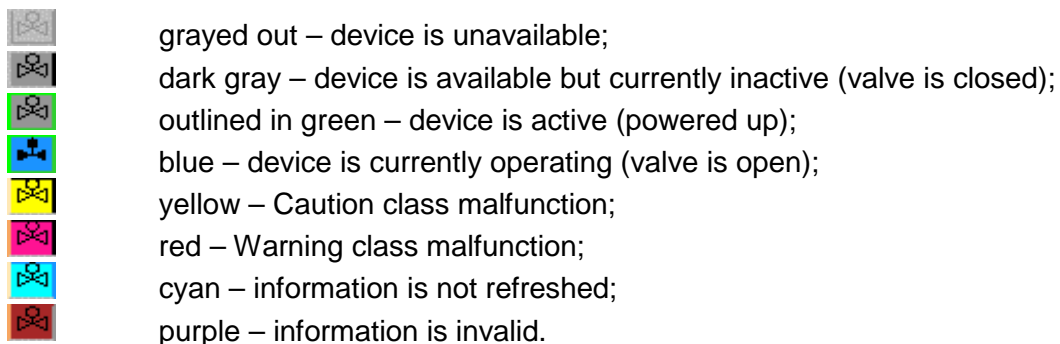 grayed out – device is unavailable;
dark gray – device is available but currently inactive (valve is closed);
outlined in green – device is active (powered up);
blue – device is currently operating (valve is open);
yellow – Caution class malfunction;
red – Warning class malfunction;
cyan – information is not refreshed;
purple – information is invalid.